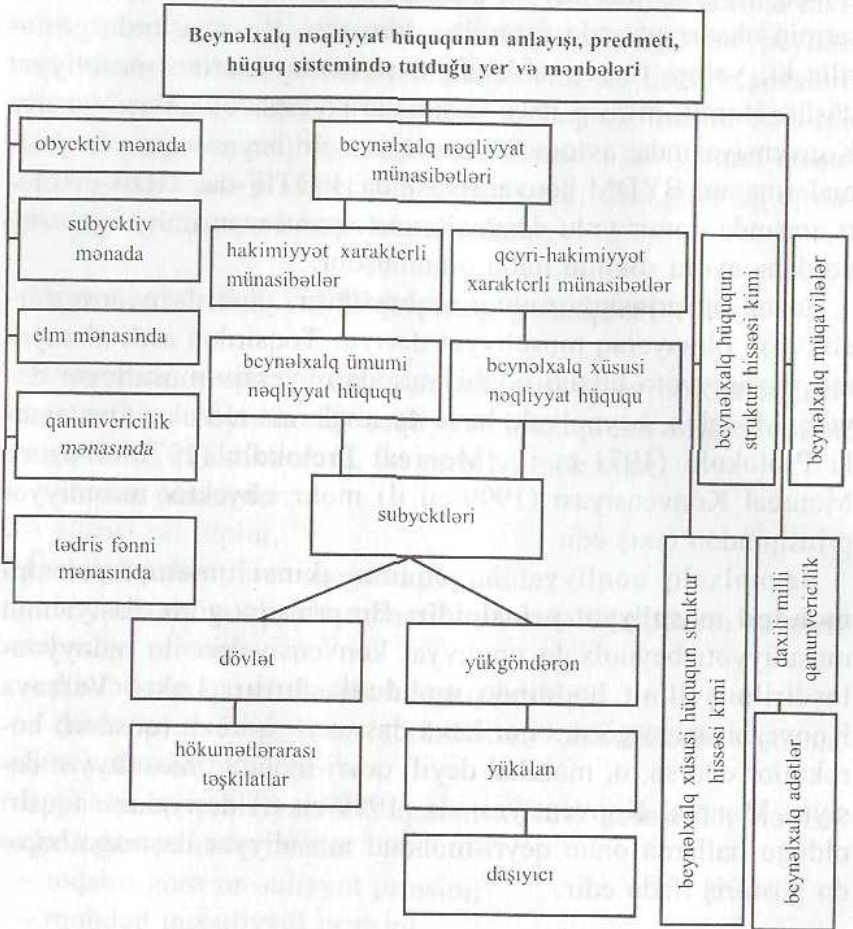 Beynəlxalq nəqliyyat hüququnun anlayışı, predmeti,
hüquq sistemində tutduğu yer və mənbələri
obyektiv mənada
subyektiv
mənada
elm mənasında
qanunvericilik
mənasında
tədris fənni
mənasında
beynəlxalq nəqliyyat
münasibətləri
hakimiyyət xarakterli
münasibətlər
qeyri-hakimiyyət
xarakterli münasibətlər
beynəlxalq ümumi
nəqliyyat hüququ
beynəlxalq xüsusi
nəqliyyat hüququ
subyektləri
dövlət
hökumətlərarası
təşkilatlar
yükgöndərən
yükalan
daşıyıcı
beynəlxalq hüququn
struktur hissəsi kimi
beynəlxalq müqavilələr
beynəlxalq xüsusi hüququn struktur
hissəsi kimi
daxili milli
qanunvericilik
beynəlxalq adətlər